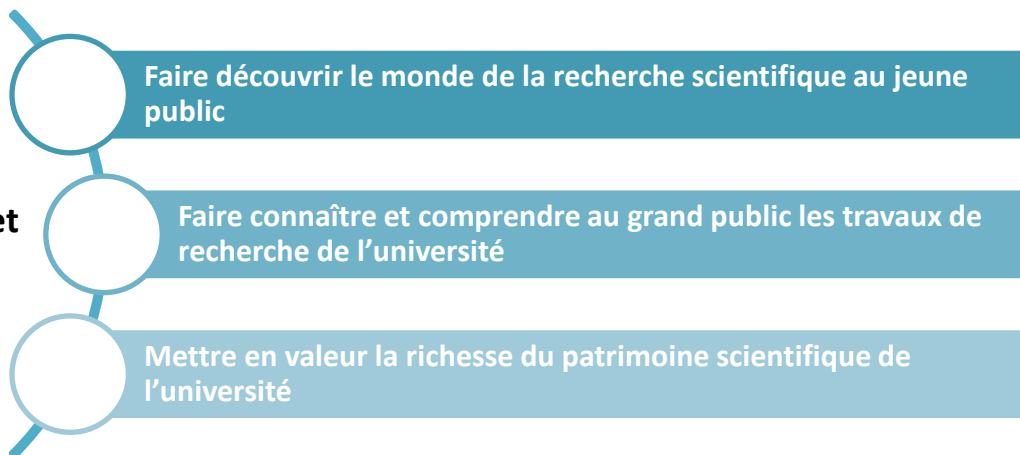 Faire découvrir le monde de la recherche scientifique au jeune
public
et
Faire connaître et comprendre au grand public les travaux de
recherche de l’université
Mettre en valeur la richesse du patrimoine scientifique de
l’université